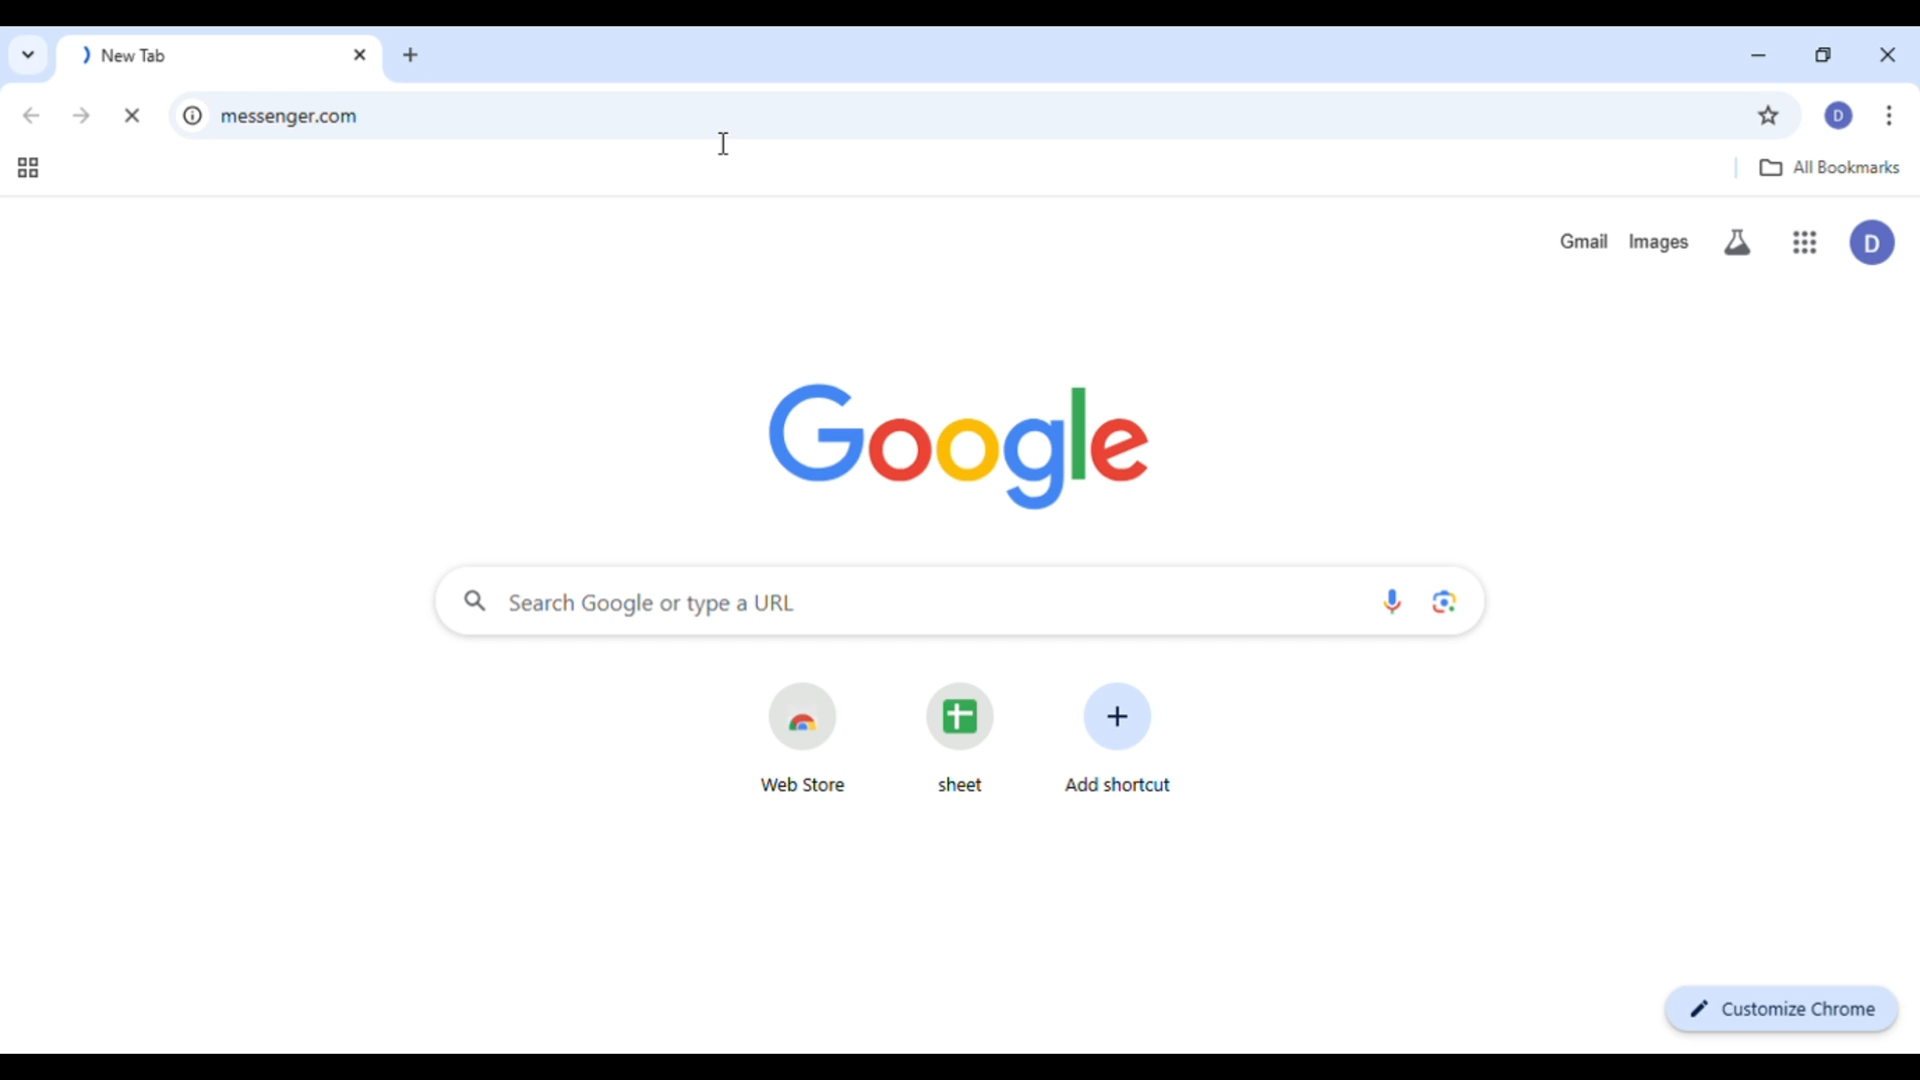 New Tab
messenger.com
All Bookmarks
Gmail Images
D
D
Google
Search Google or type a URL
Web Store sheet Add shortcut
Customize Chrome